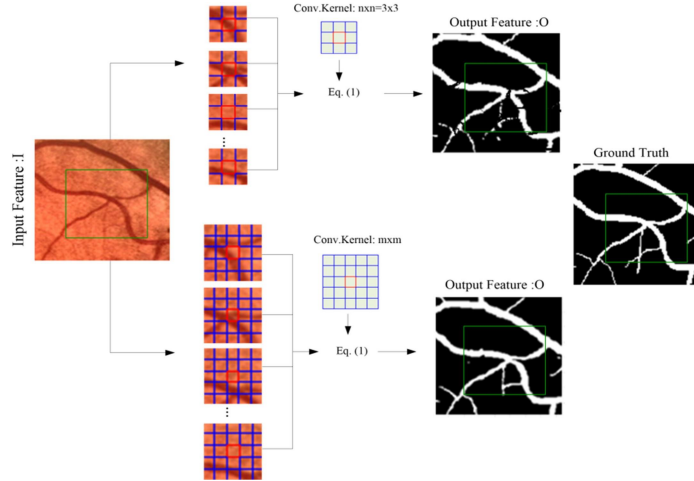 Conv.Kernel: nxn=3x3
Output Feature :O
Eq. (1)
Input Feature :I
Ground Truth
Conv.Kernel: mxm
Output Feature :O
Eq. (1)